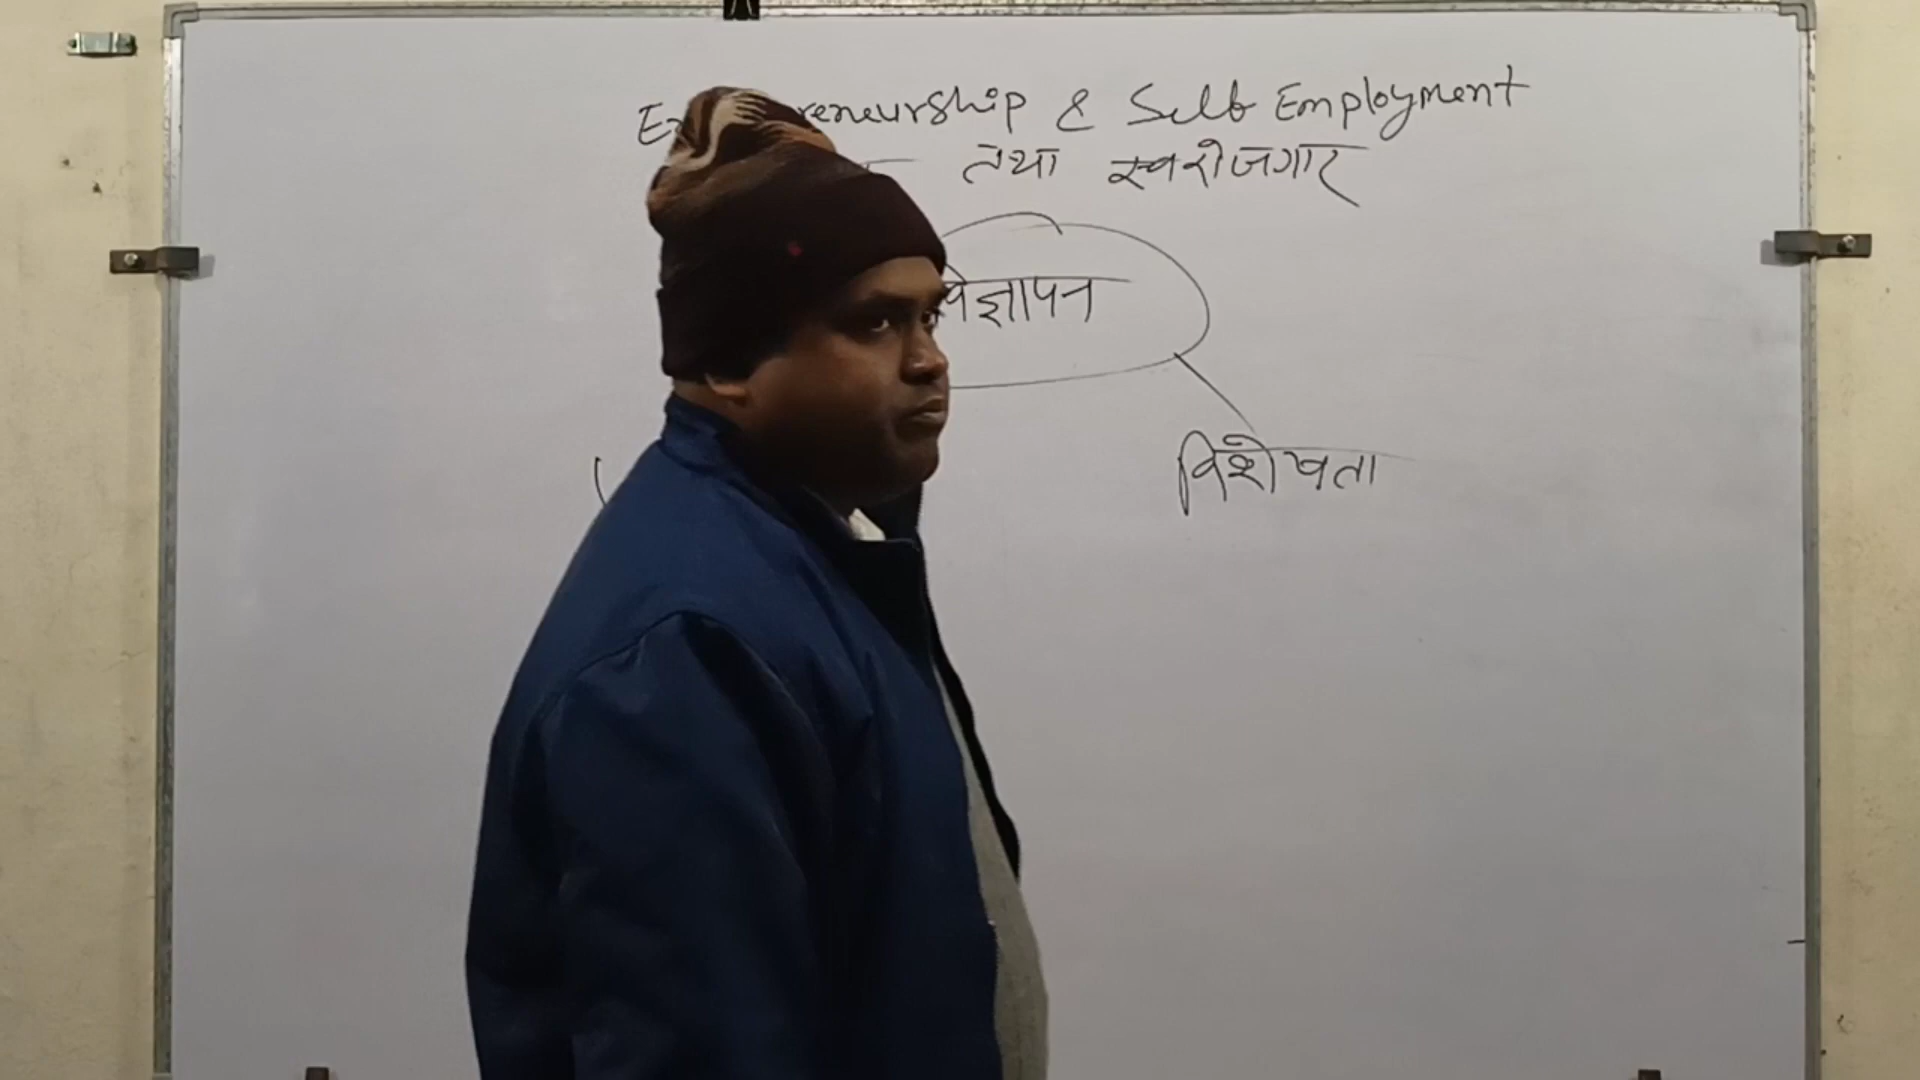 Entrepreneurship & Self Employment
तथा स्वरोजगार
विज्ञापन
विशेषता